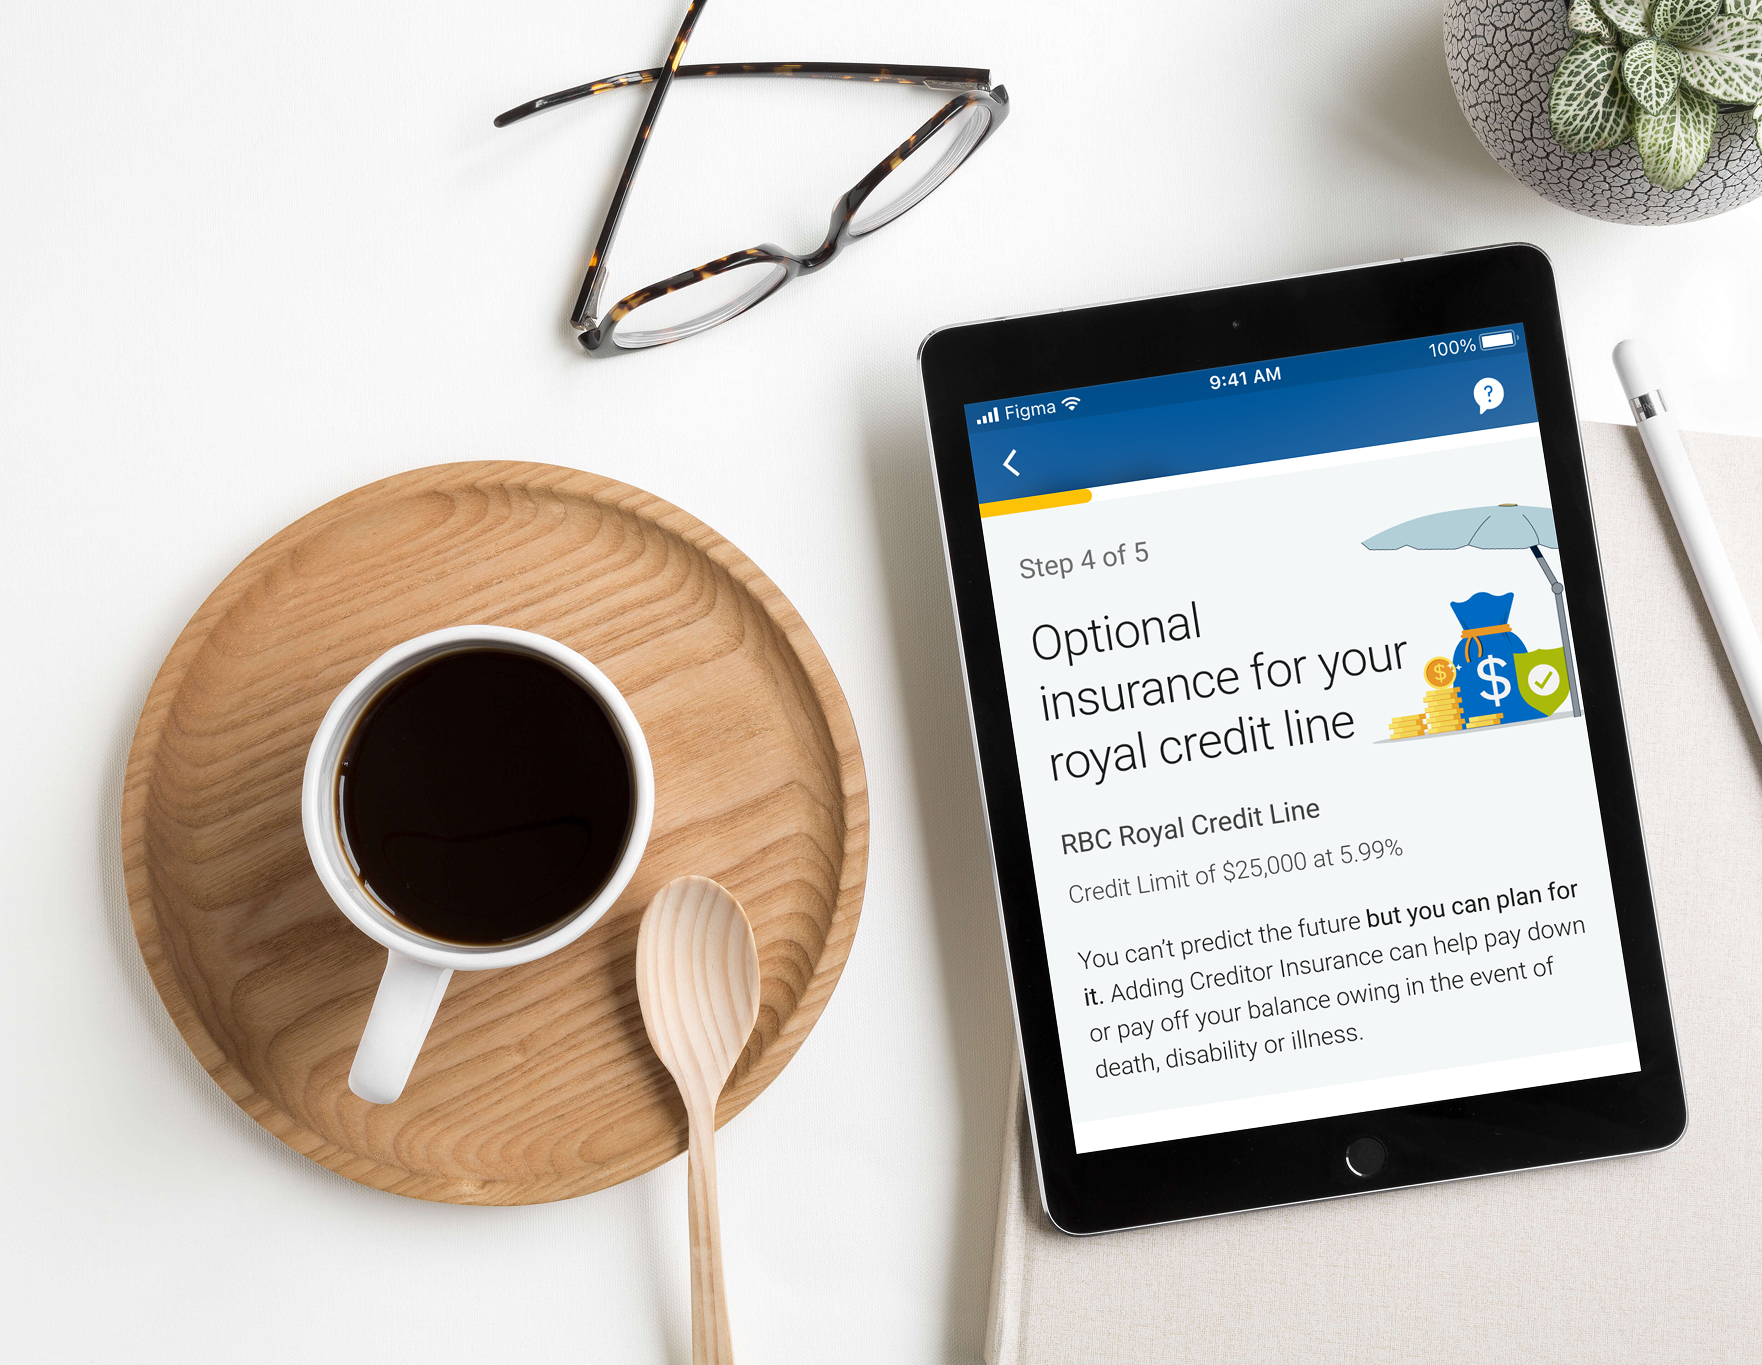 100%
9:41 AM
Figma
?
Step 4 of 5
Optional
insurance for your
royal credit line
$
$
RBC Royal Credit Line
Credit Limit of $25,000 at 5.99%
You can't predict the future but you can plan for
it. Adding Creditor Insurance can help pay down
or pay off your balance owing in the event of
death, disability or illness.